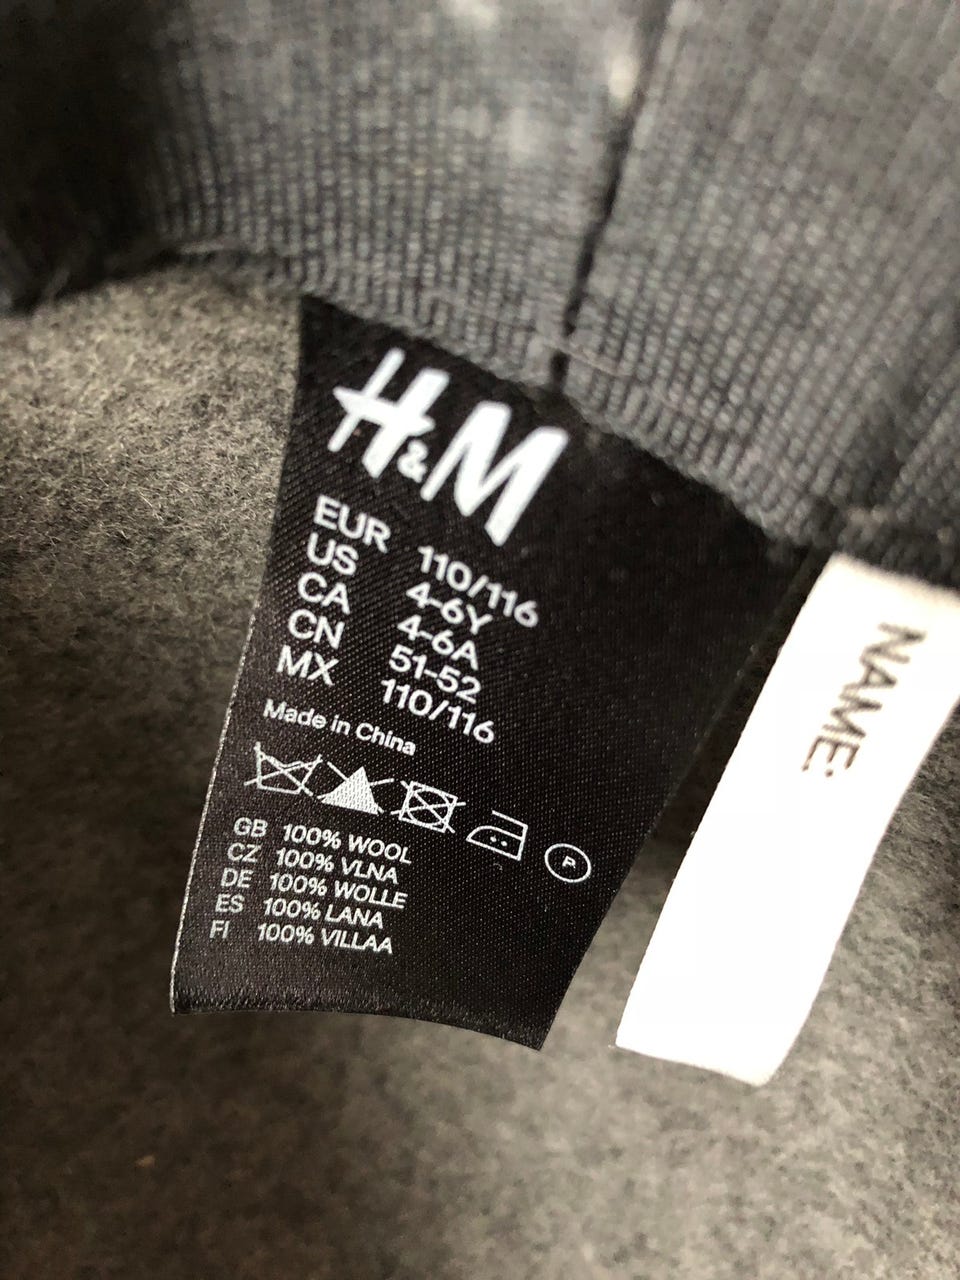 H&M
EUR 110/116
US 4-6Y
CA 4-6A
CN 51-52
MX 110/116
Made in China
P
GB 100% WOOL
CZ 100% VLNA
DE 100% WOLLE
ES 100% LANA
FI 100% VILLAA
NAME: